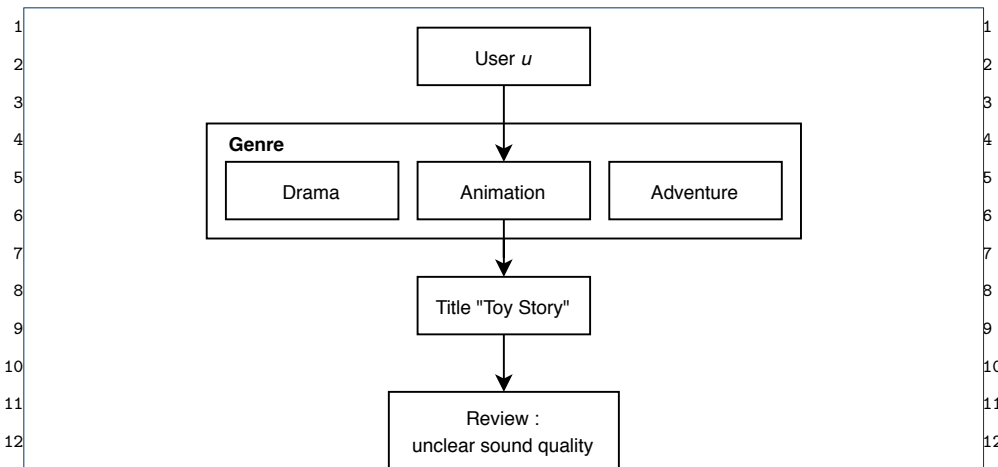 1 1
User u
2 2
3 3
4 4
Genre
5 Drama Animation Adventure 5
6 6
7 7
8 Title "Toy Story" 8
9 9
10 10
11 11
Review :
12 unclear sound quality 12